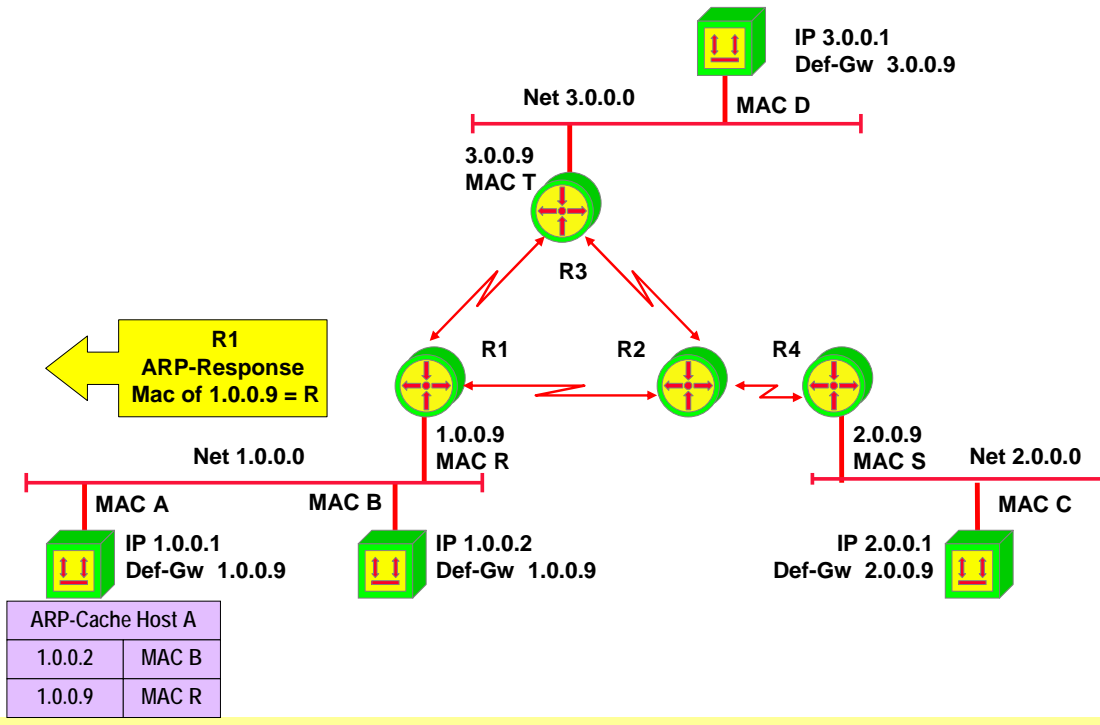 IP 3.0.0.1
Def-Gw 3.0.0.9
Net 3.0.0.0
MAC D
3.0.0.9
MAC T
R3
R1
ARP-Response
Mac of 1.0.0.9 = R
R1
R2
R4
1.0.0.9
MAC R
2.0.0.9
MAC S
Net 1.0.0.0
Net 2.0.0.0
MAC A
MAC B
MAC C
IP 1.0.0.1
Def-Gw 1.0.0.9
IP 1.0.0.2
Def-Gw 1.0.0.9
IP 2.0.0.1
Def-Gw 2.0.0.9
ARP-Cache Host A
1.0.0.2 MAC B
1.0.0.9 MAC R